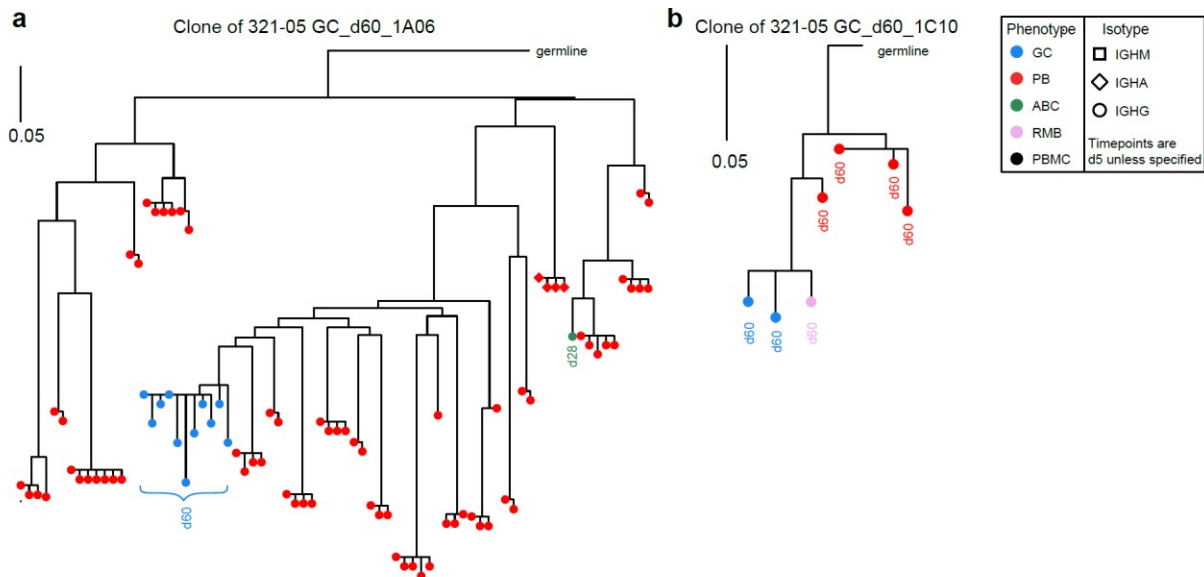 a
Clone of 321-05 GC_d60_1A06
germline
0.05
d28
d60
b
Clone of 321-05 GC_d60_1C10
germline
0.05
d60
d60
d60
d60
d60
d60
d60
Phenotype Isotype
GC IGHM
PB IGHA
ABC IGHG
RMB
PBMC
Timepoints are
d5 unless specified